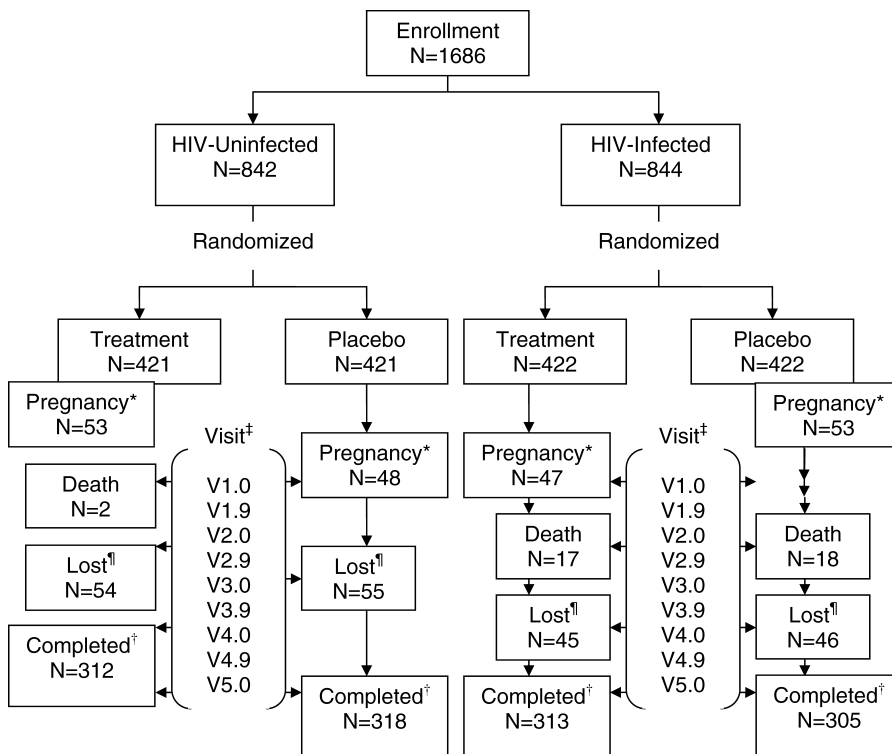 Enrollment
N=1686
HIV-Uninfected
N=842
HIV-Infected
N=844
Randomized
Randomized
Treatment
N=421
Placebo
N=421
Treatment
N=422
Placebo
N=422
Pregnancy*
N=53
Death
N=2
Lost¶
N=54
Completed†
N=312
Visit‡
V1.0
V1.9
V2.0
V2.9
V3.0
V3.9
V4.0
V4.9
V5.0
Pregnancy*
N=48
Lost¶
N=55
Completed†
N=318
Pregnancy*
N=47
Death
N=17
Lost¶
N=45
Completed†
N=313
Visit‡
V1.0
V1.9
V2.0
V2.9
V3.0
V3.9
V4.0
V4.9
V5.0
Pregnancy*
N=53
Death
N=18
Lost¶
N=46
Completed†
N=305